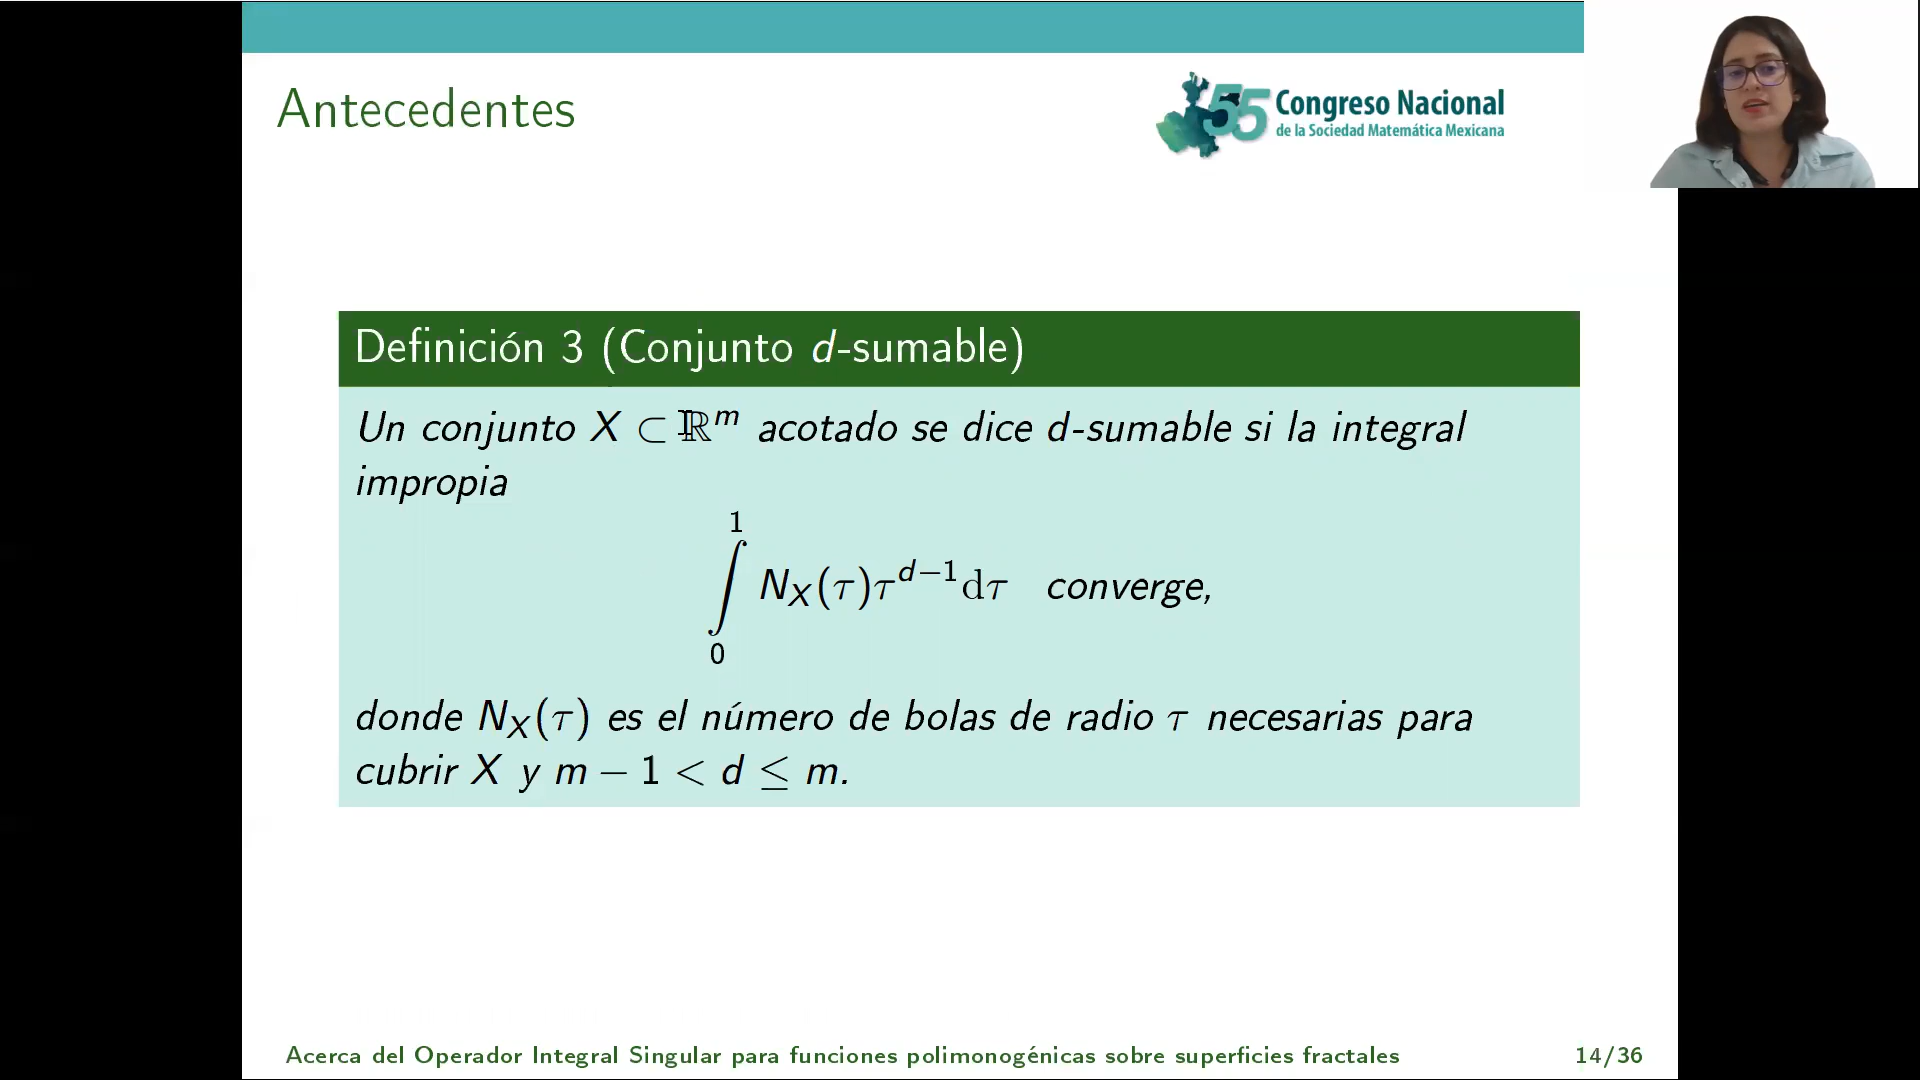 Antecedentes
55 Congreso Nacional
de la Sociedad Matemática Mexicana
Definición 3 (Conjunto d-sumable)
Un conjunto X ⊂ ℝ^m acotado se dice d-sumable si la integral
impropia
∫_0^1 N_X(τ)τ^{d−1}dτ converge,
donde N_X(τ) es el número de bolas de radio τ necesarias para
cubrir X y m − 1 < d ≤ m.
Acerca del Operador Integral Singular para funciones polimonogénicas sobre superficies fractales 14/36